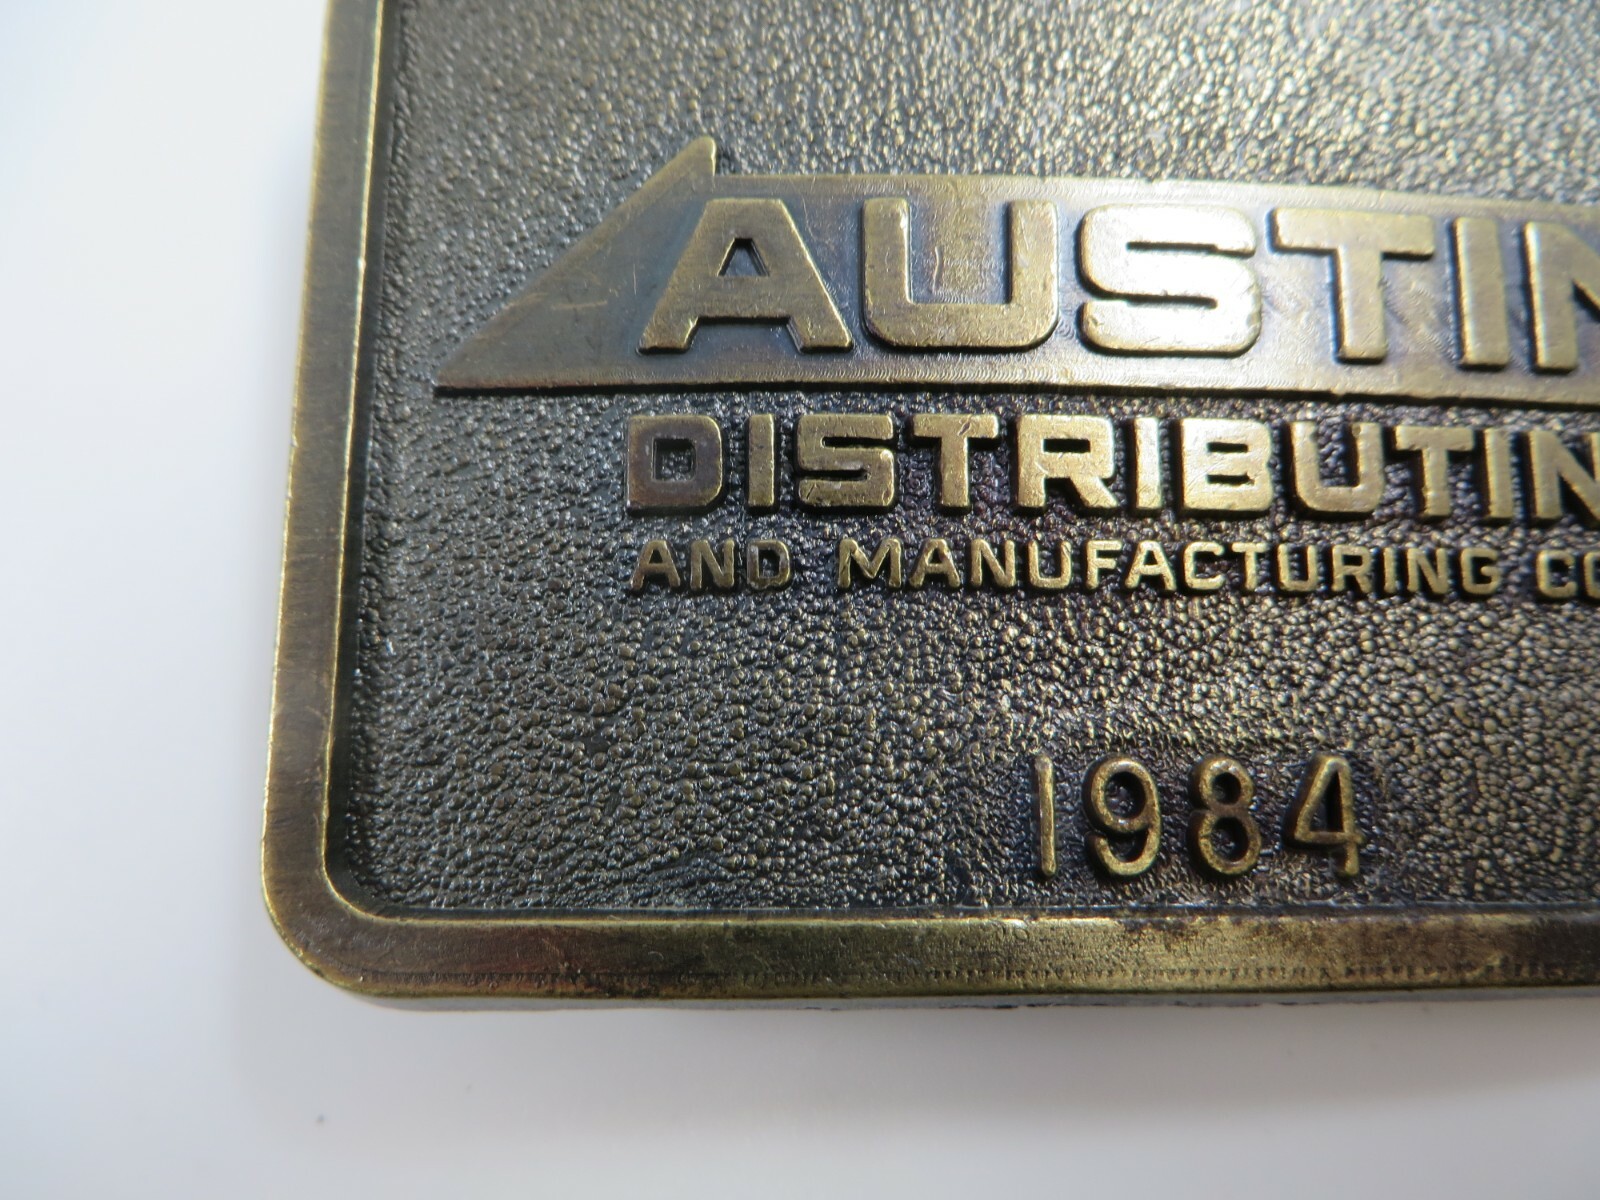 AUSTIN
DISTRIBUTIN
AND MANUFACTURING CO
1984